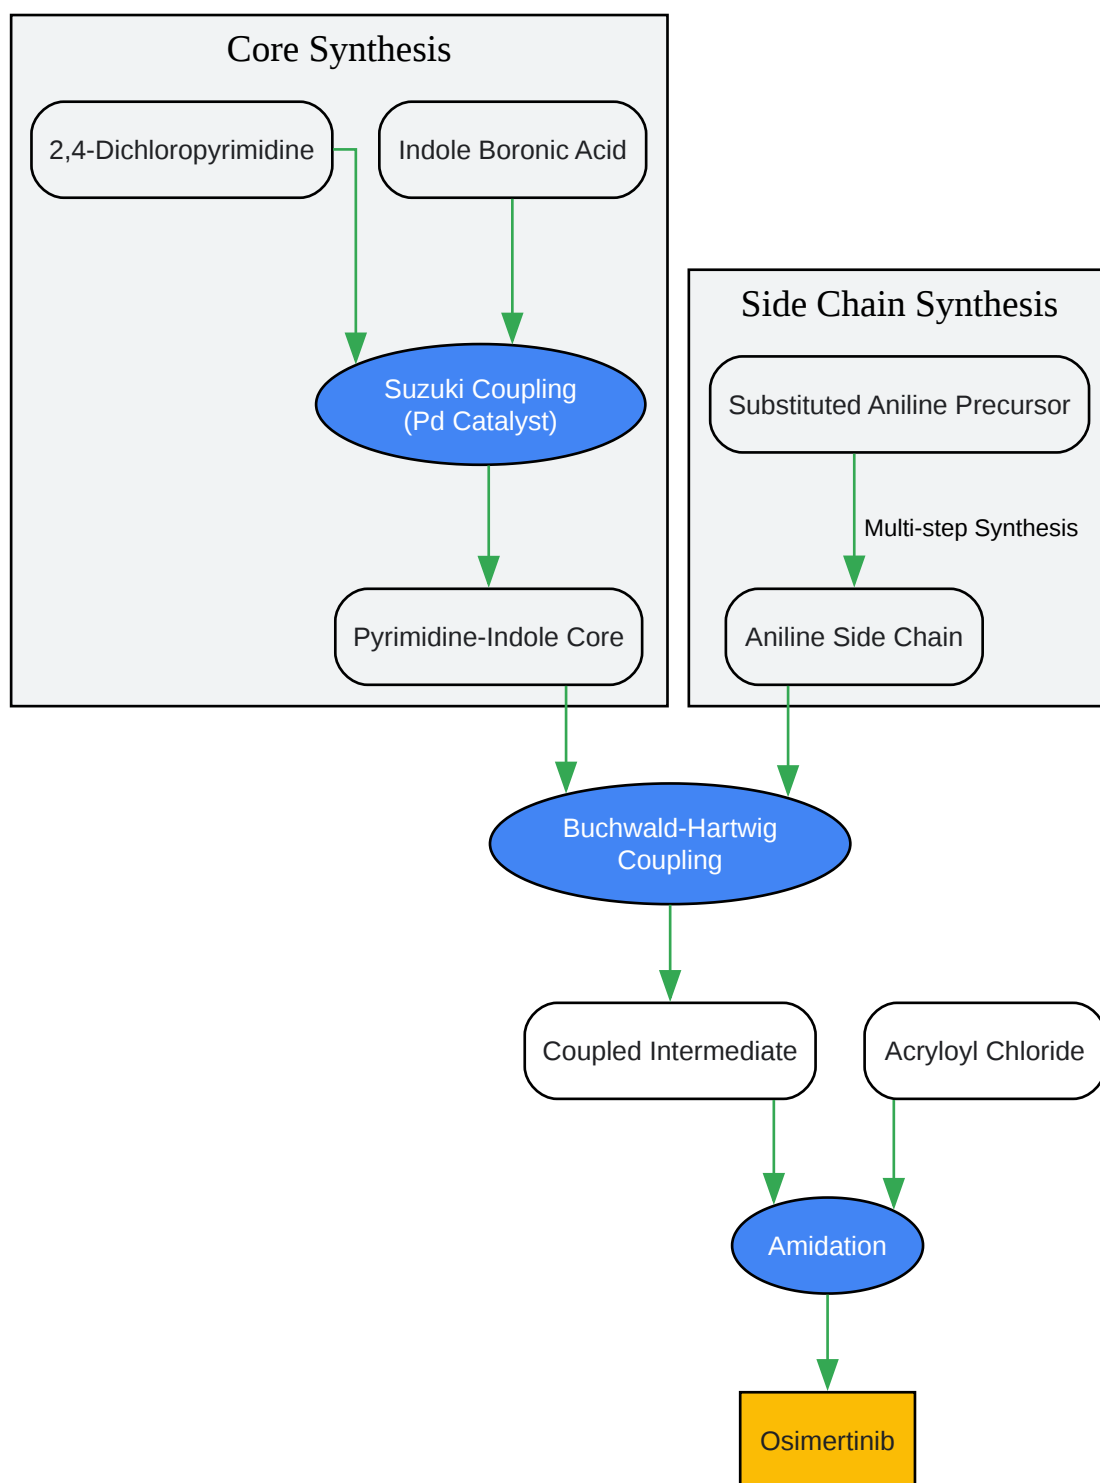 Core Synthesis
2,4-Dichloropyrimidine
Indole Boronic Acid
Side Chain Synthesis
Suzuki Coupling
(Pd Catalyst)
Substituted Aniline Precursor
Multi-step Synthesis
Pyrimidine-Indole Core
Aniline Side Chain
Buchwald-Hartwig
Coupling
Coupled Intermediate
Acryloyl Chloride
Amidation
Osimertinib